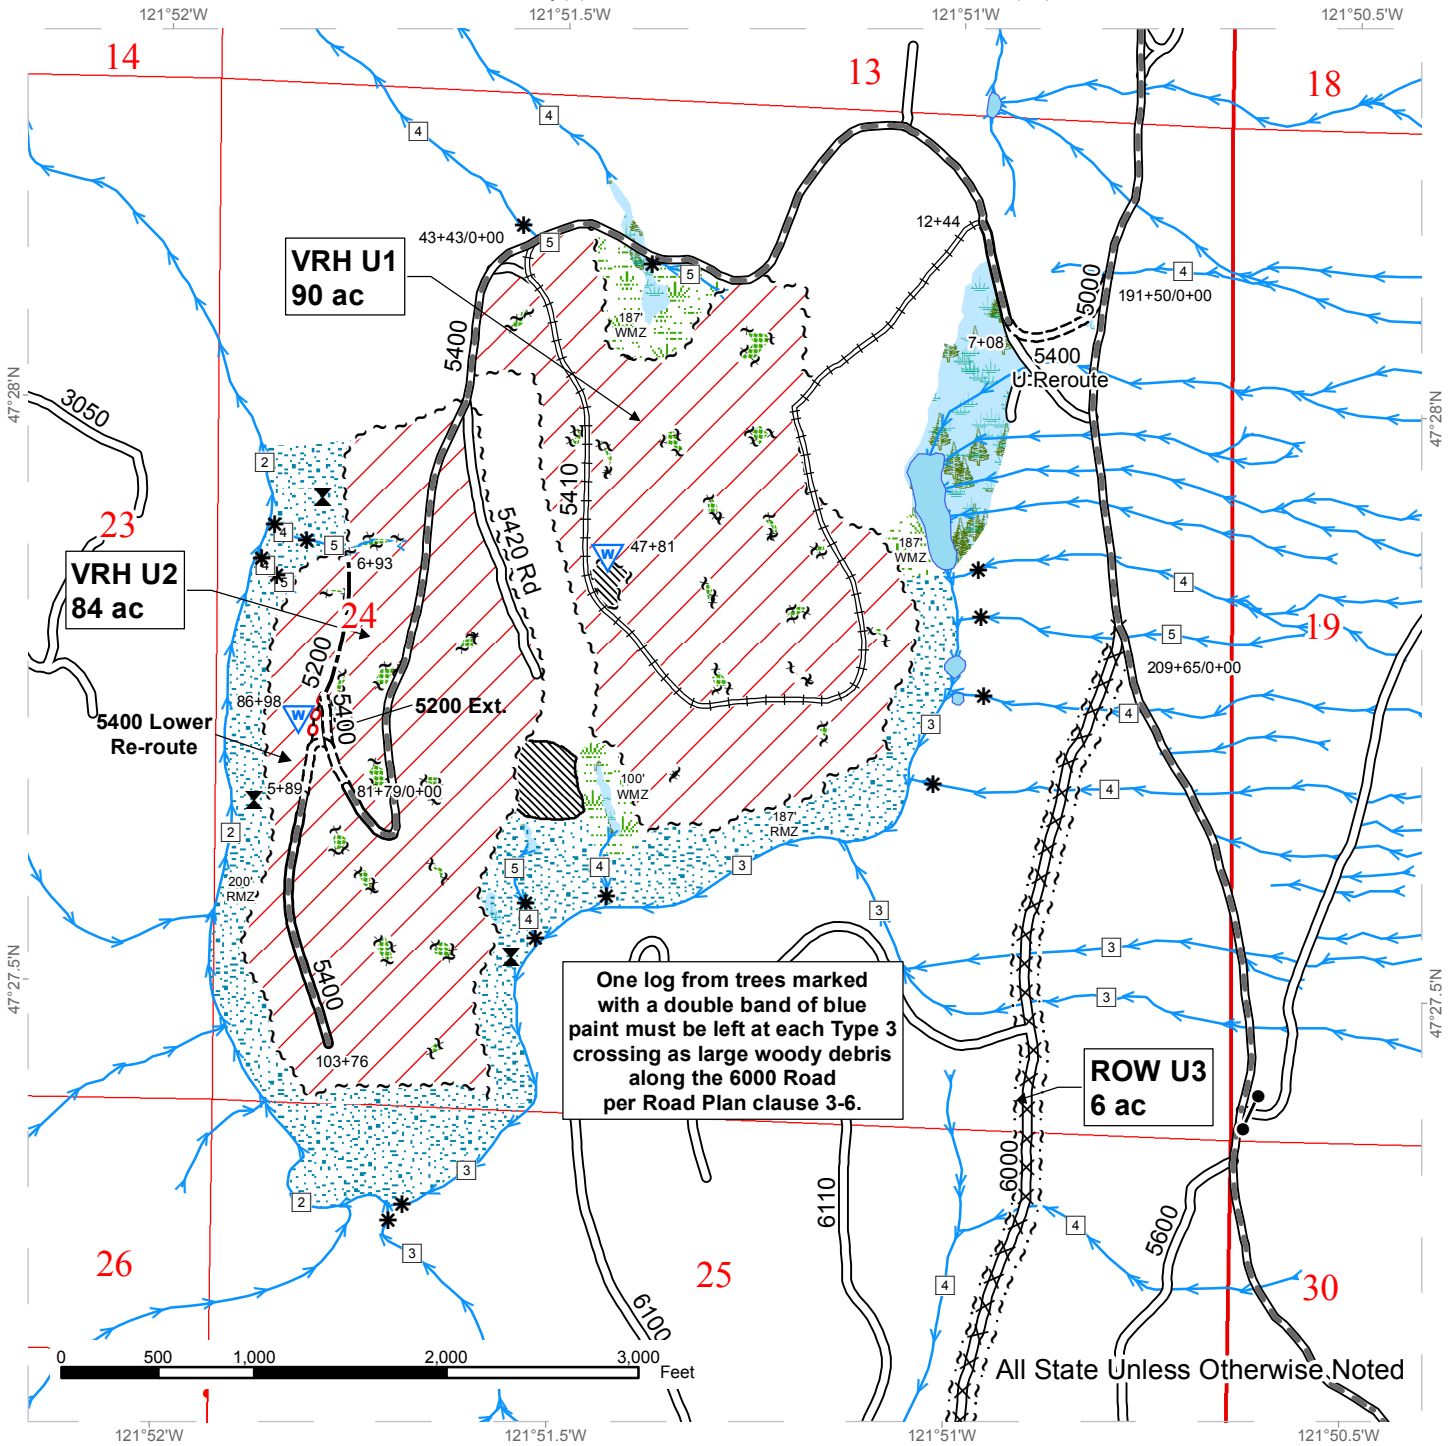 121°52'W
121°51.5'W
121°51'W
121°50.5'W
14
13
18
4
4
VRH U1
90 ac
43+43/0+00
5
5
12+44
4
191+50/0+00
5000
187'
WMZ
5400
7+08
5400
U Reroute
47°28'N
47°28'N
3050
2
23
4
5
4
5
6+93
5410
5420 Rd
47+81
W
187'
WMZ
4
VRH U2
84 ac
24
5
19
209+65/0+00
5200
86+98
W
5400
5200 Ext.
5400 Lower
Re-route
3
4
5+89
81+79/0+00
100'
WMZ
4
187'
RMZ
2
5
4
3
200'
RMZ
4
3
3
47°27.5'N
47°27.5'N
5400
3
103+76
One log from trees marked
with a double band of blue
paint must be left at each Type 3
crossing as large woody debris
along the 6000 Road
per Road Plan clause 3-6.
ROW U3
6 ac
3
2
6000
6110
4
5600
3
26
25
4
30
6100
0
500
1,000
2,000
3,000
Feet
All State Unless Otherwise Noted
121°52'W
121°51.5'W
121°51'W
121°50.5'W